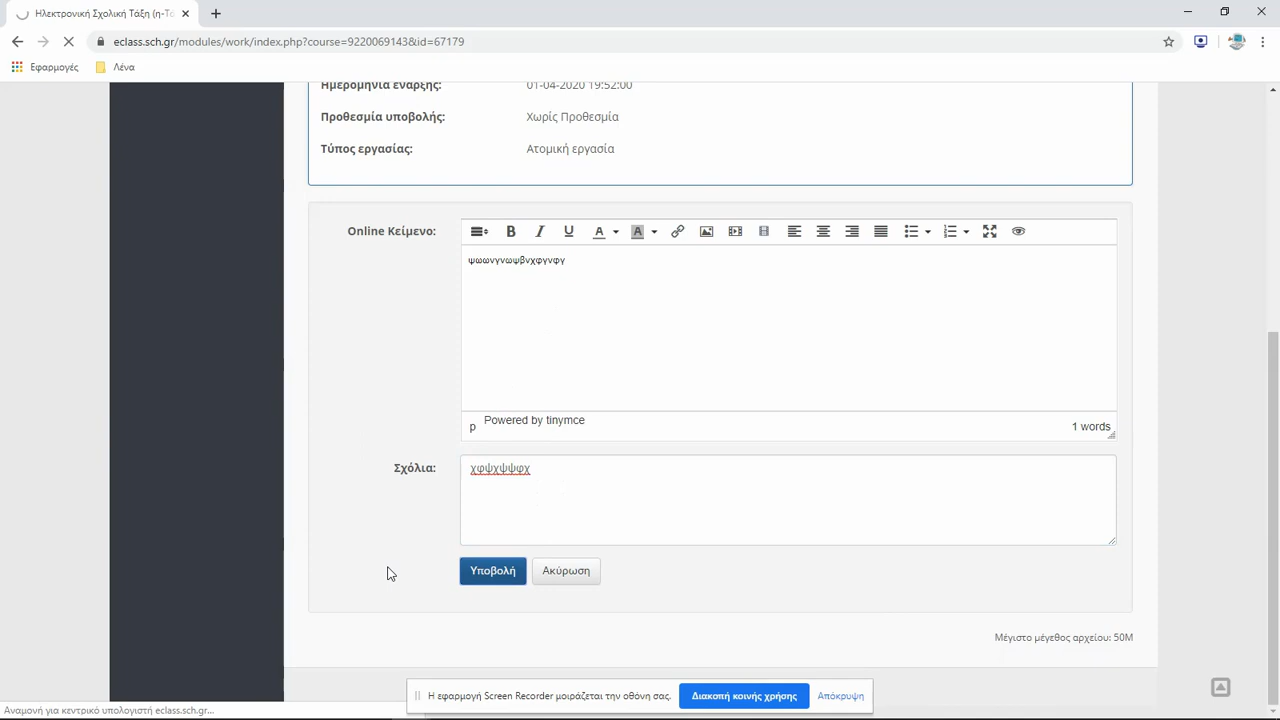 Ηλεκτρονική Σχολική Τάξη (η-Τά
eclass.sch.gr/modules/work/index.php?course=9220069143&id=67179
Εφαρμογές
Λένα
Ημερομηνία έναρξης: 01-04-2020 19:52:00
Προθεσμία υποβολής: Χωρίς Προθεσμία
Τύπος εργασίας: Ατομική εργασία
Online Κείμενο:
B I U A A
ψωωνγνωψβνχφγνφγ
p Powered by tinymce 1 words
Σχόλια: χφψχψψφχ
Υποβολή Ακύρωση
Μέγιστο μέγεθος αρχείου: 50M
Η εφαρμογή Screen Recorder μοιράζεται την οθόνη σας. Διακοπή κοινής χρήσης Απόκρυψη
Αναμονή για κεντρικό υπολογιστή eclass.sch.gr...